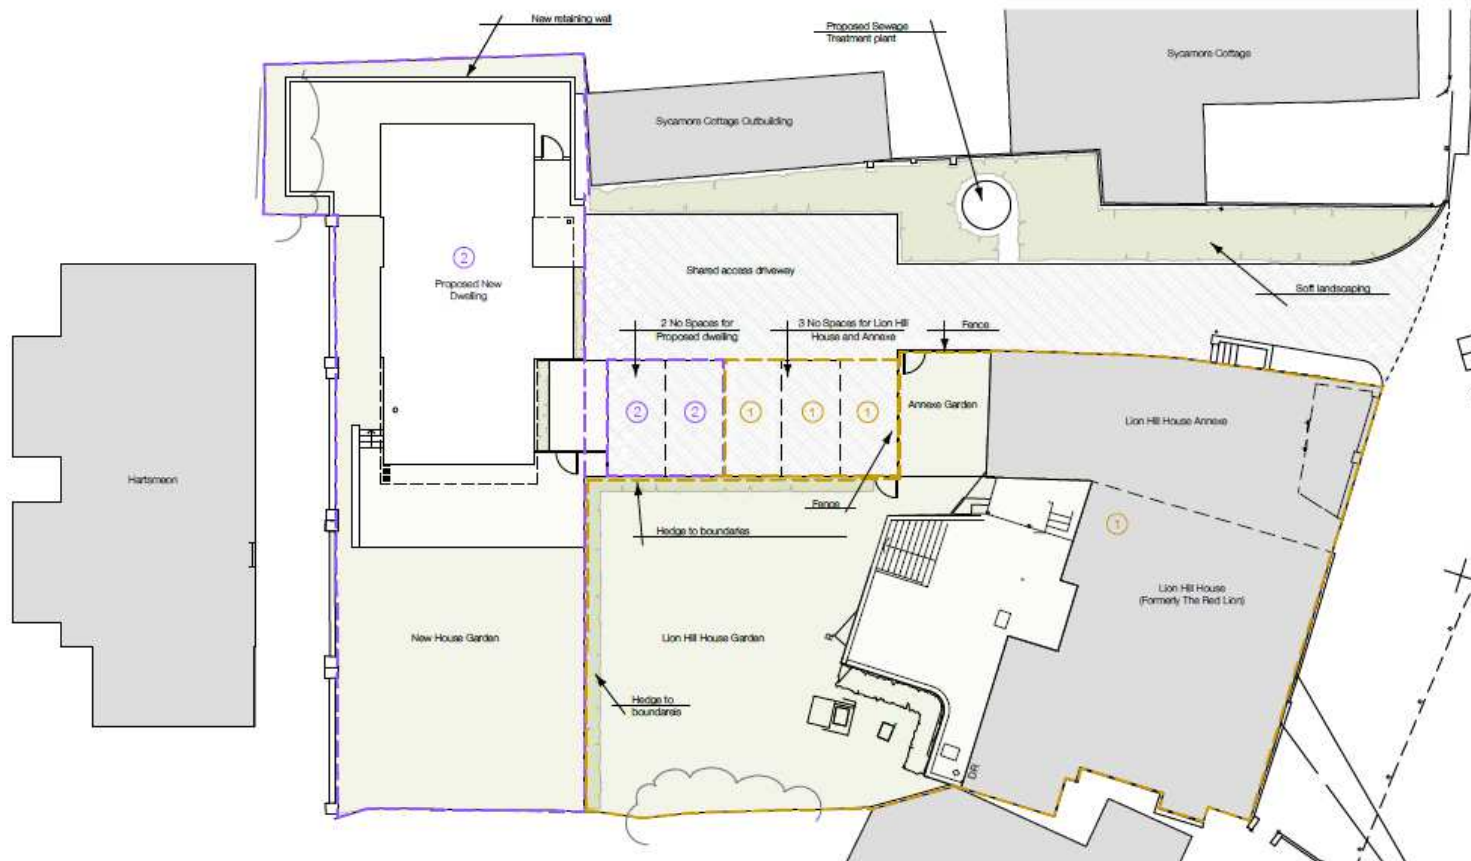 New retaining wall
Proposed Sewage
Treatment plant
Sycamore Cottage
Sycamore Cottage Outbuilding
2
Proposed New
Dwelling
Shared access driveway
Soft landscaping
2 No Spaces for
Proposed dwelling
3 No Spaces for Lion Hill
House and Annexe
Fence
2
2
1
1
1
Annexe Garden
Lion Hill House Annexe
Hartsmeon
Fence
Hedge to boundaries
1
Lion Hill House
(Formerly The Red Lion)
New House Garden
Lion Hill House Garden
R
Hedge to
boundareis
DR